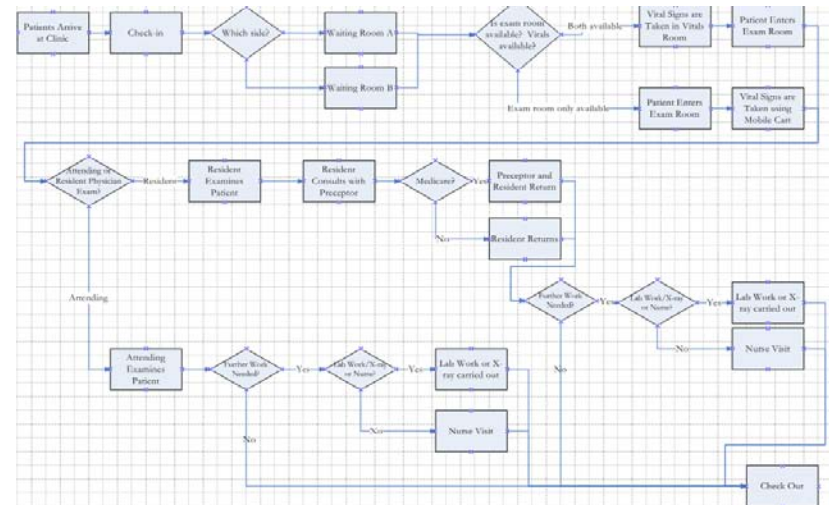 Patients Arrive
at Clinic
Check-in
Which side?
Waiting Room A
Waiting Room B
Is exam room
available? Vitals
available?
Both available
Vital Signs are
Taken in Vitals
Room
Patient Enters
Exam Room
Exam room only available
Patient Enters
Exam Room
Vital Signs are
Taken using
Mobile Cart
Attending or
Resident Physician
Exam?
Resident
Resident
Examines
Patient
Resident
Consults with
Preceptor
Medicare?
Yes
Preceptor and
Resident Return
No
Resident Returns
Attending
Further Work
Needed?
Yes
Lab Work/X-ray
or Name?
Yes
Lab Work or X-
ray carried out
No
Nurse Visit
No
Attending
Examines
Patient
Further Work
Needed?
Yes
Lab Work/X-ray
or Name?
Yes
Lab Work or X-
ray carried out
No
Nurse Visit
No
Check Out